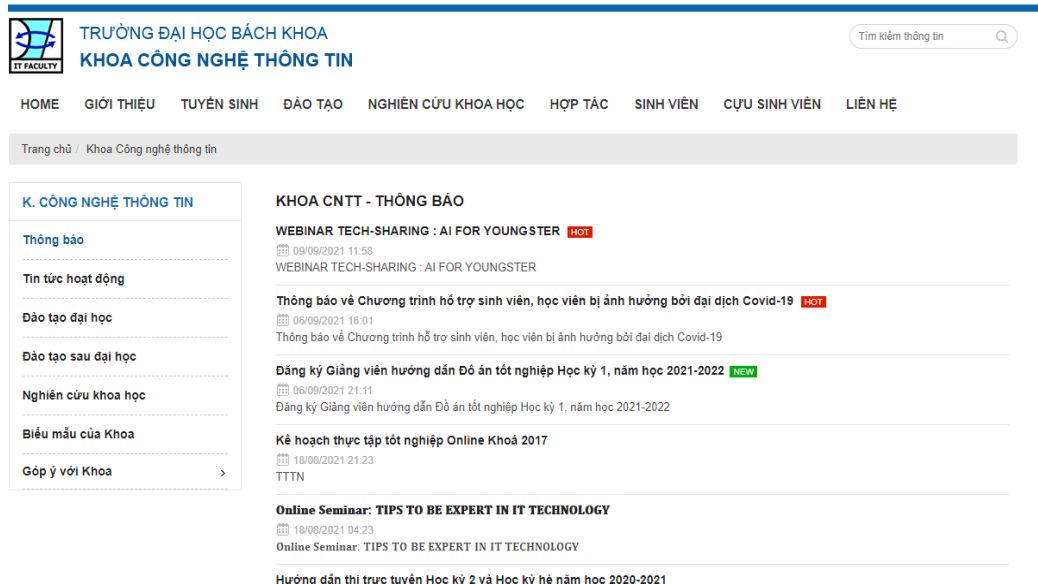 TRƯỜNG ĐẠI HỌC BÁCH KHOA
KHOA CÔNG NGHỆ THÔNG TIN
IT FACULTY
Tìm kiếm thông tin
HOME GIỚI THIỆU TUYỂN SINH ĐÀO TẠO NGHIÊN CỨU KHOA HỌC HỢP TÁC SINH VIÊN CỰU SINH VIÊN LIÊN HỆ
Trang chủ / Khoa Công nghệ thông tin
K. CÔNG NGHỆ THÔNG TIN
Thông báo
Tin tức hoạt động
Đào tạo đại học
Đào tạo sau đại học
Nghiên cứu khoa học
Biểu mẫu của Khoa
Góp ý với Khoa ›
KHOA CNTT - THÔNG BÁO
WEBINAR TECH-SHARING : AI FOR YOUNGSTER HOT
09/09/2021 11:58
WEBINAR TECH-SHARING : AI FOR YOUNGSTER
Thông báo về Chương trình hỗ trợ sinh viên, học viên bị ảnh hưởng bởi đại dịch Covid-19 HOT
06/09/2021 16:01
Thông báo về Chương trình hỗ trợ sinh viên, học viên bị ảnh hưởng bởi đại dịch Covid-19
Đăng ký Giảng viên hướng dẫn Đồ án tốt nghiệp Học kỳ 1, năm học 2021-2022 NEW
06/09/2021 21:11
Đăng ký Giảng viên hướng dẫn Đồ án tốt nghiệp Học kỳ 1, năm học 2021-2022
Kế hoạch thực tập tốt nghiệp Online Khoá 2017
18/08/2021 21:23
TTTN
Online Seminar: TIPS TO BE EXPERT IN IT TECHNOLOGY
18/08/2021 04:23
Online Seminar: TIPS TO BE EXPERT IN IT TECHNOLOGY
Hướng dẫn thi trực tuyến Học kỳ 2 và Học kỳ hè năm học 2020-2021